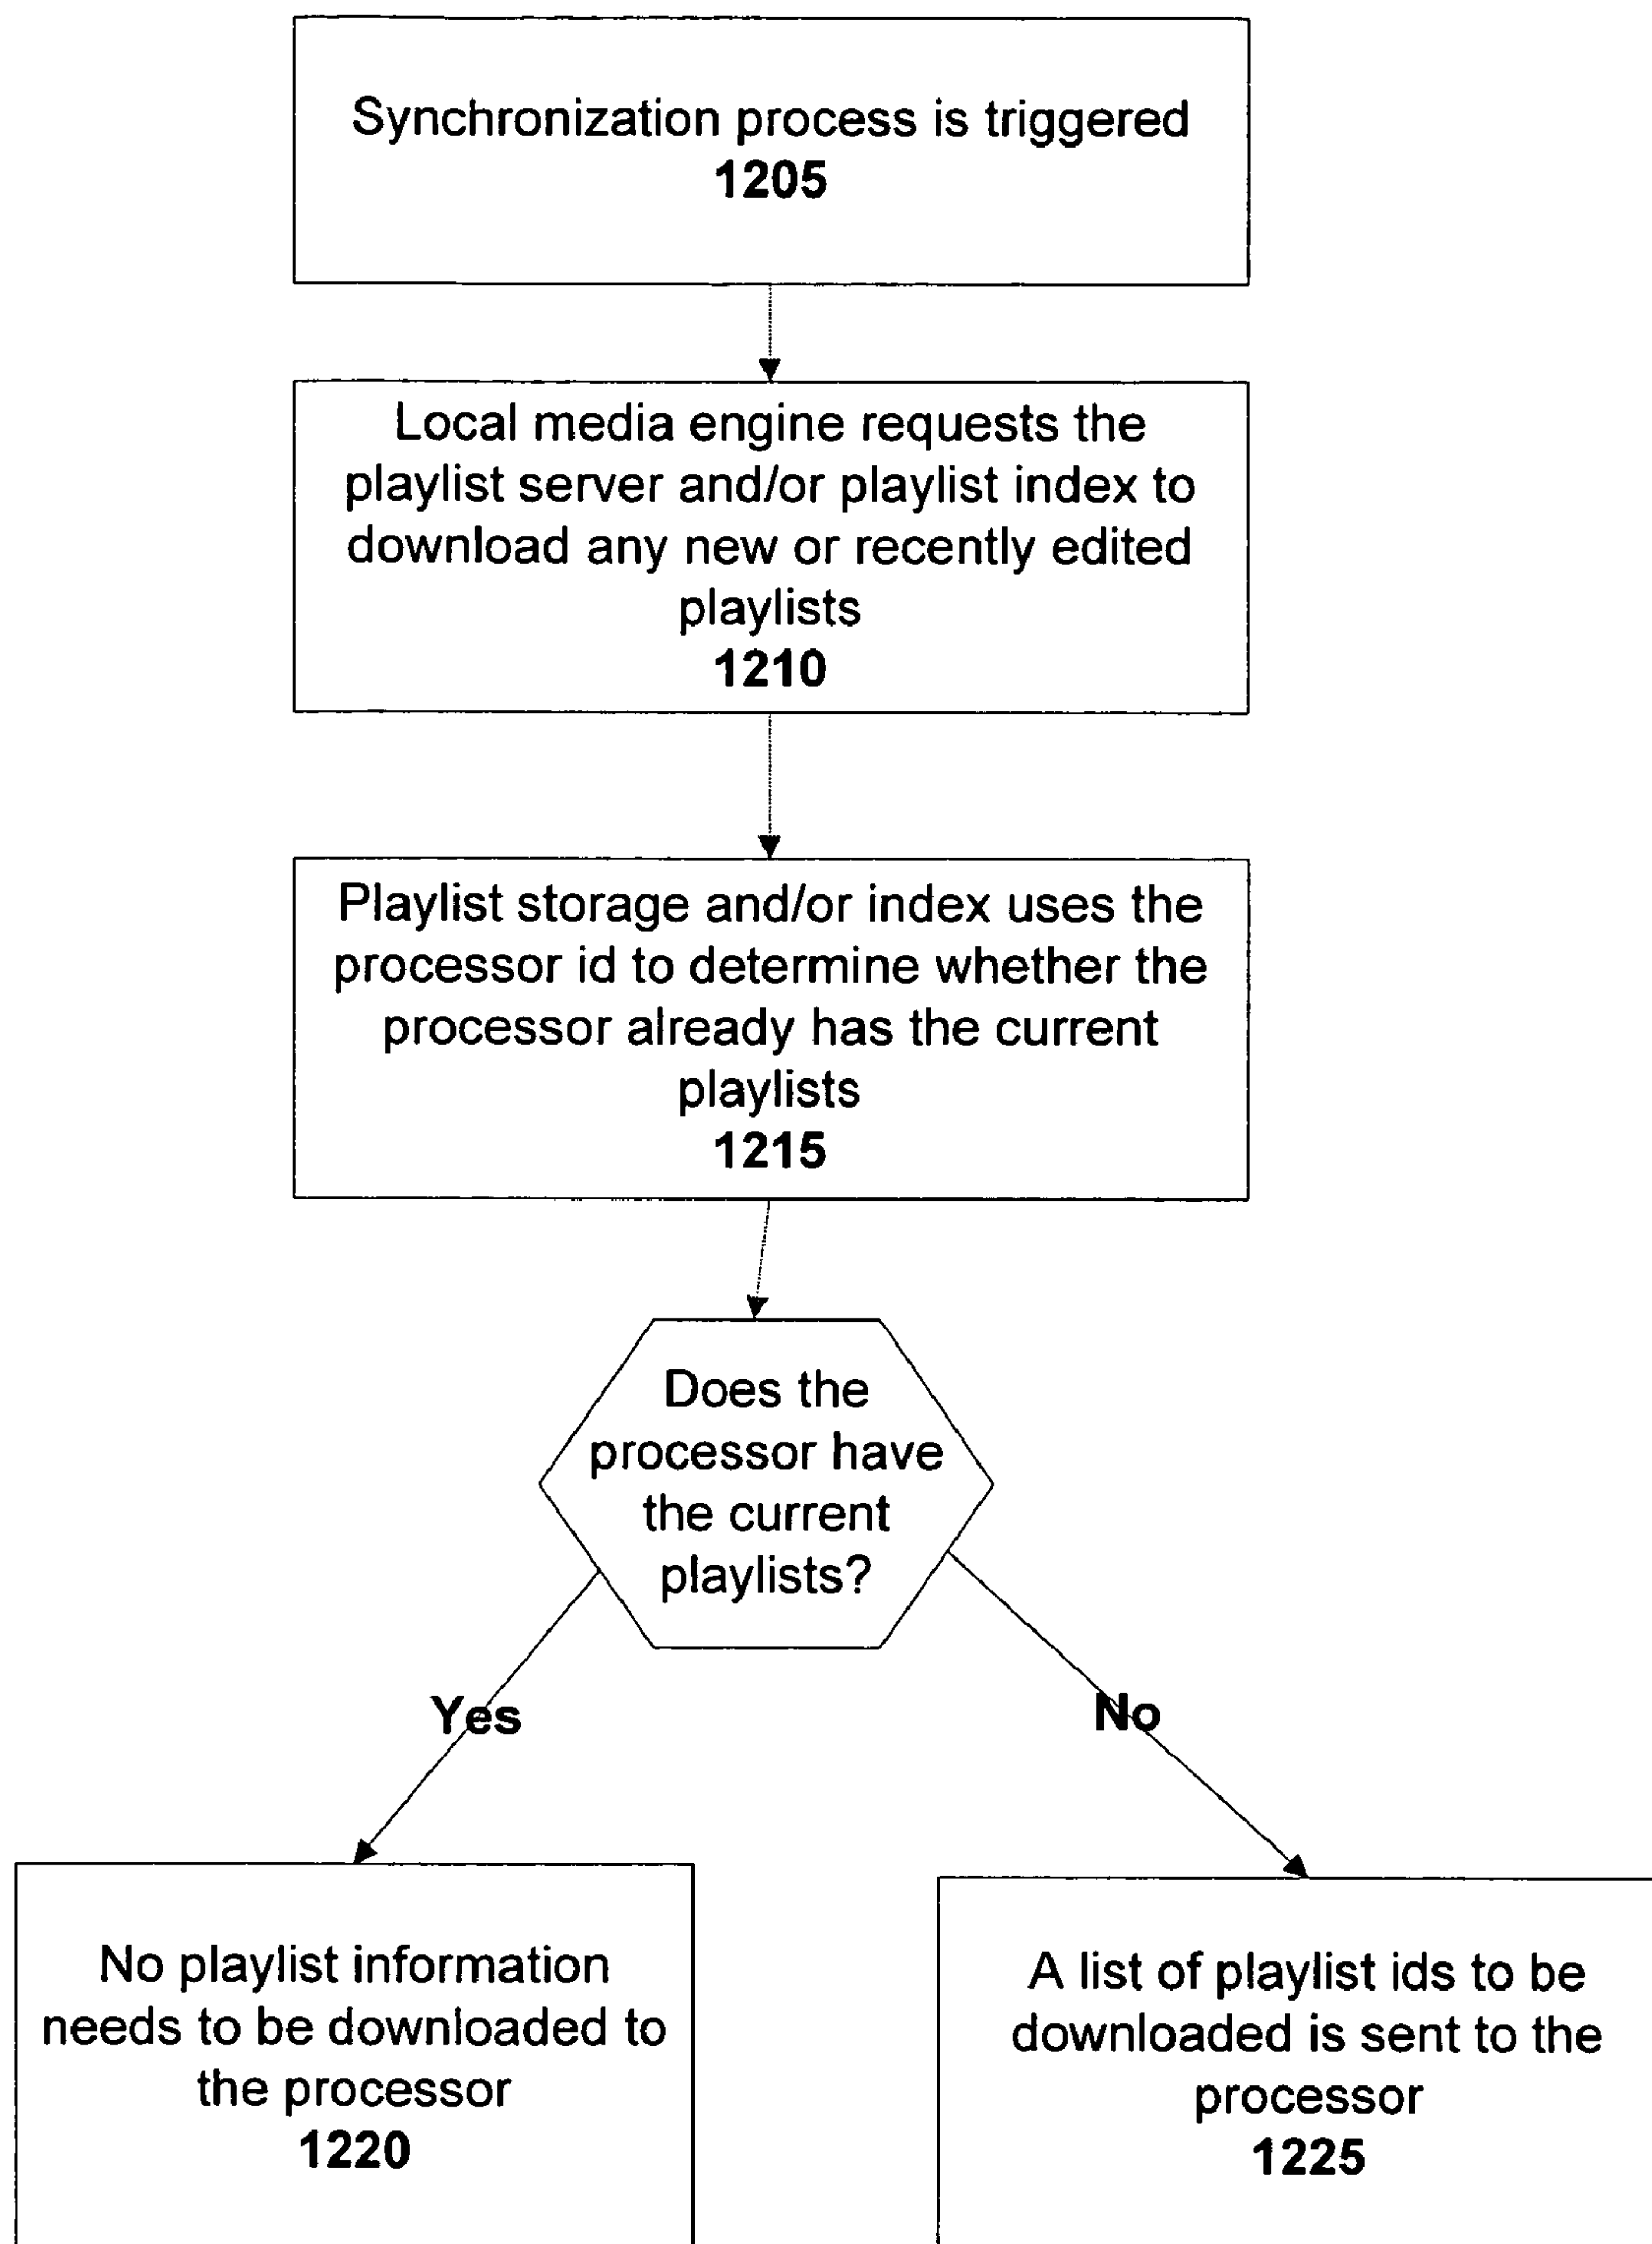 Synchronization process is triggered
1205
Local media engine requests the
playlist server and/or playlist index to
download any new or recently edited
playlists
1210
Playlist storage and/or index uses the
processor id to determine whether the
processor already has the current
playlists
1215
Does the
processor have
the current
playlists?
Yes
No
No playlist information
needs to be downloaded to
the processor
1220
A list of playlist ids to be
downloaded is sent to the
processor
1225